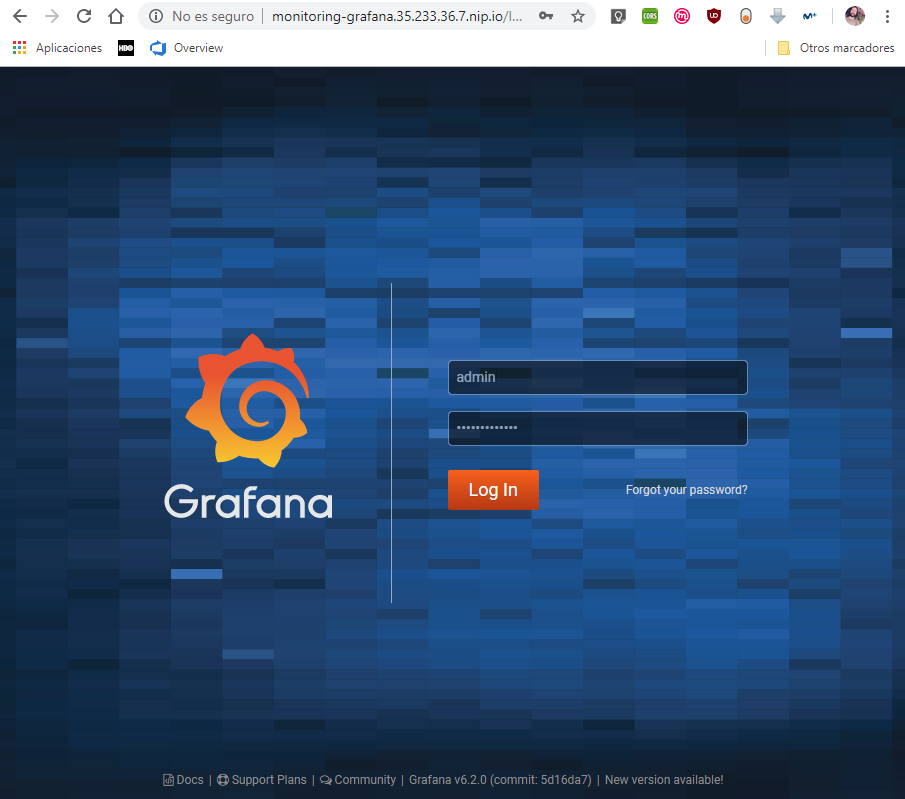 No es seguro | monitoring-grafana.35.233.36.7.nip.io/l...
CORS
UD
M+
Aplicaciones HBO Overview Otros marcadores
admin
•••••••••••••
Log In Forgot your password?
Grafana
Docs | Support Plans | Community | Grafana v6.2.0 (commit: 5d16da7) | New version available!